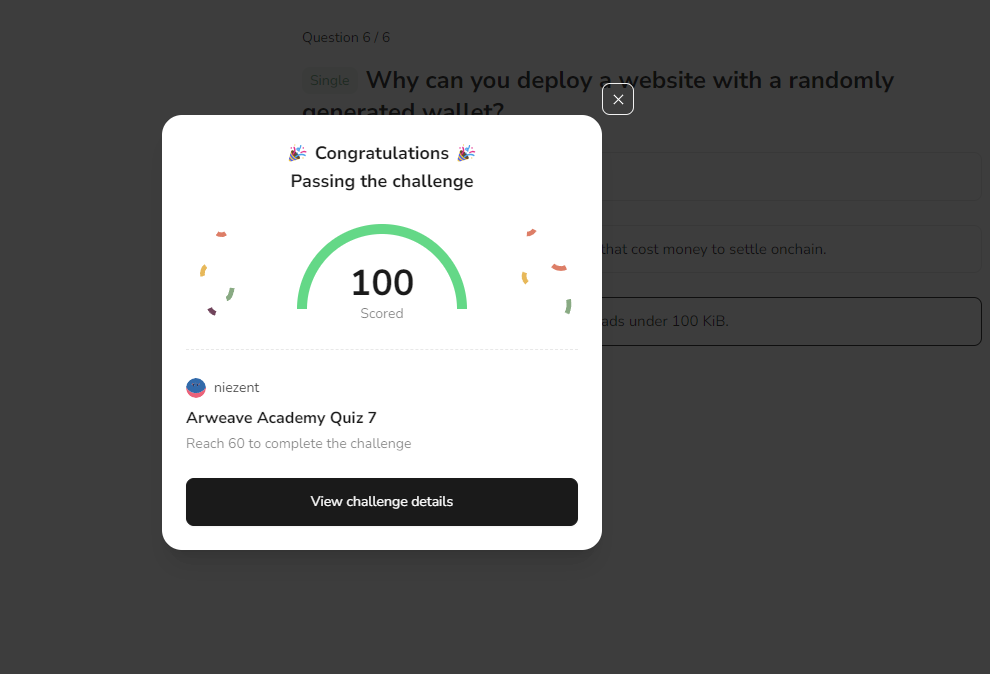 Question 6 / 6
Single Why can you deploy a website with a randomly
generated wallet?
🎉 Congratulations 🎉
Passing the challenge
that cost money to settle onchain.
100
Scored
ads under 100 KiB.
niezent
Arweave Academy Quiz 7
Reach 60 to complete the challenge
View challenge details